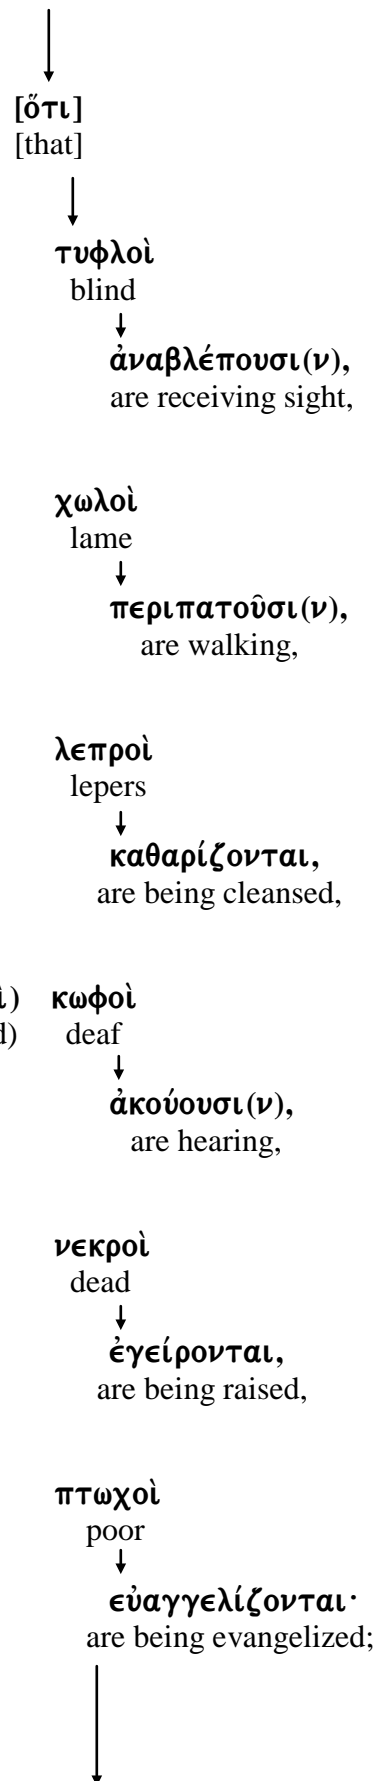 [ὅτι]
[that]
τυφλοὶ
blind
ἀναβλέπουσι(ν),
are receiving sight,
χωλοὶ
lame
περιπατοῦσι(ν),
are walking,
λεπροὶ
lepers
καθαρίζονται,
are being cleansed,
ὶ) κωφοὶ
d) deaf
ἀκούουσι(ν),
are hearing,
νεκροὶ
dead
ἐγείρονται,
are being raised,
πτωχοὶ
poor
εὐαγγελίζονται·
are being evangelized;